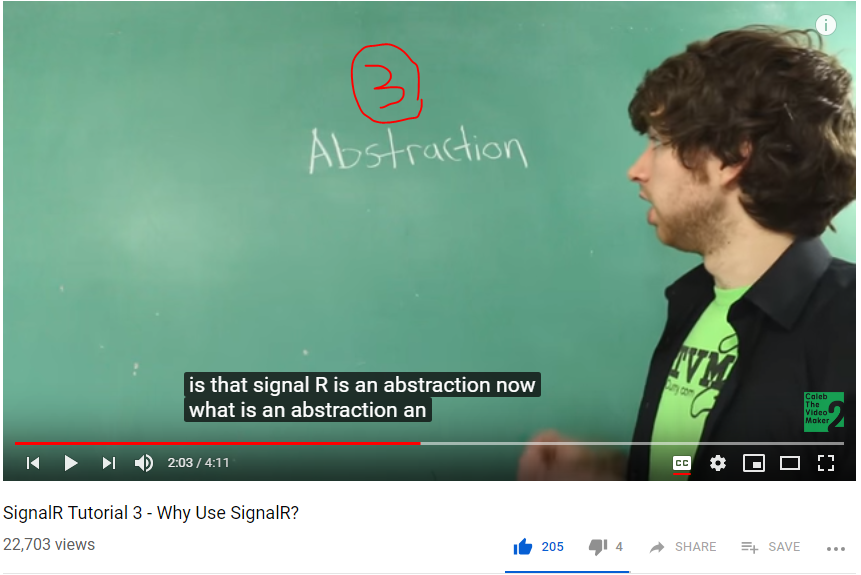 3
Abstraction
is that signal R is an abstraction now
what is an abstraction an
TVM
Caleb
The
Video
Maker 2
2:03 / 4:11
CC
SignalR Tutorial 3 - Why Use SignalR?
22,703 views
205
4
SHARE
SAVE